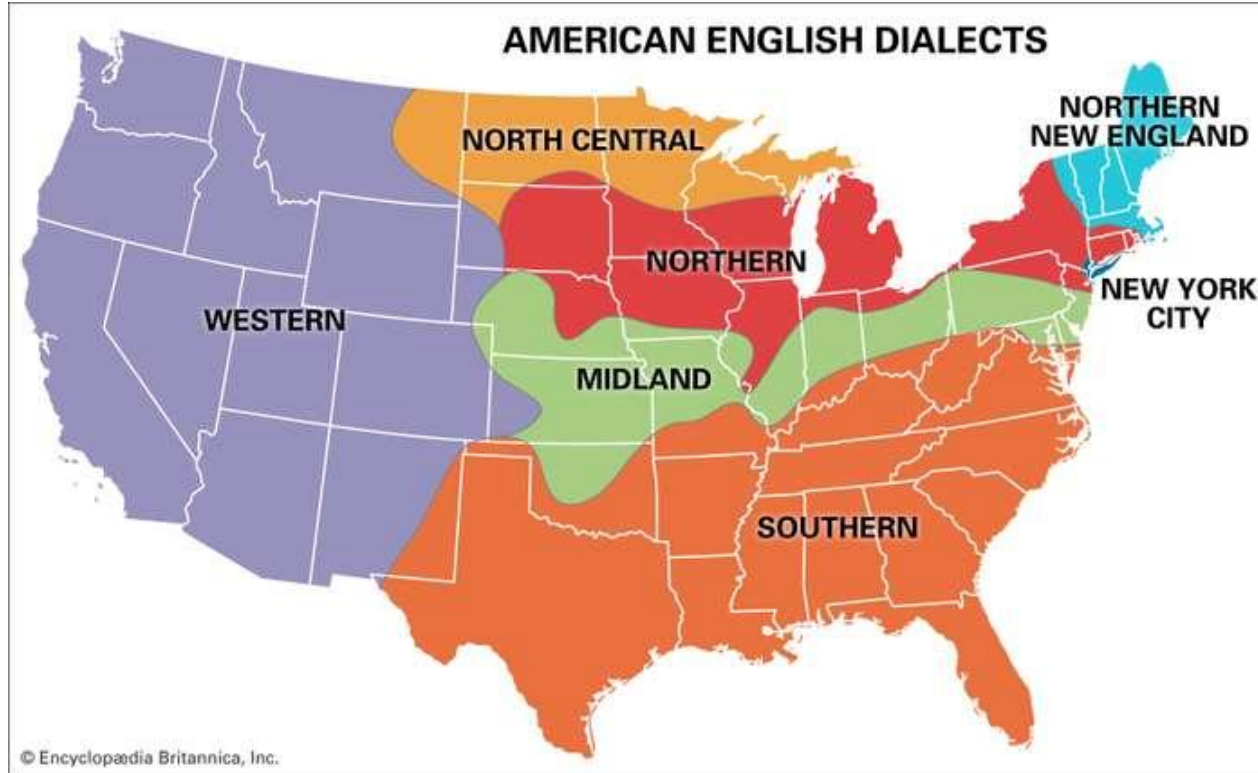 AMERICAN ENGLISH DIALECTS
NORTHERN
NEW ENGLAND
NORTH CENTRAL
NORTHERN
NEW YORK
CITY
WESTERN
MIDLAND
SOUTHERN
© Encyclopædia Britannica, Inc.